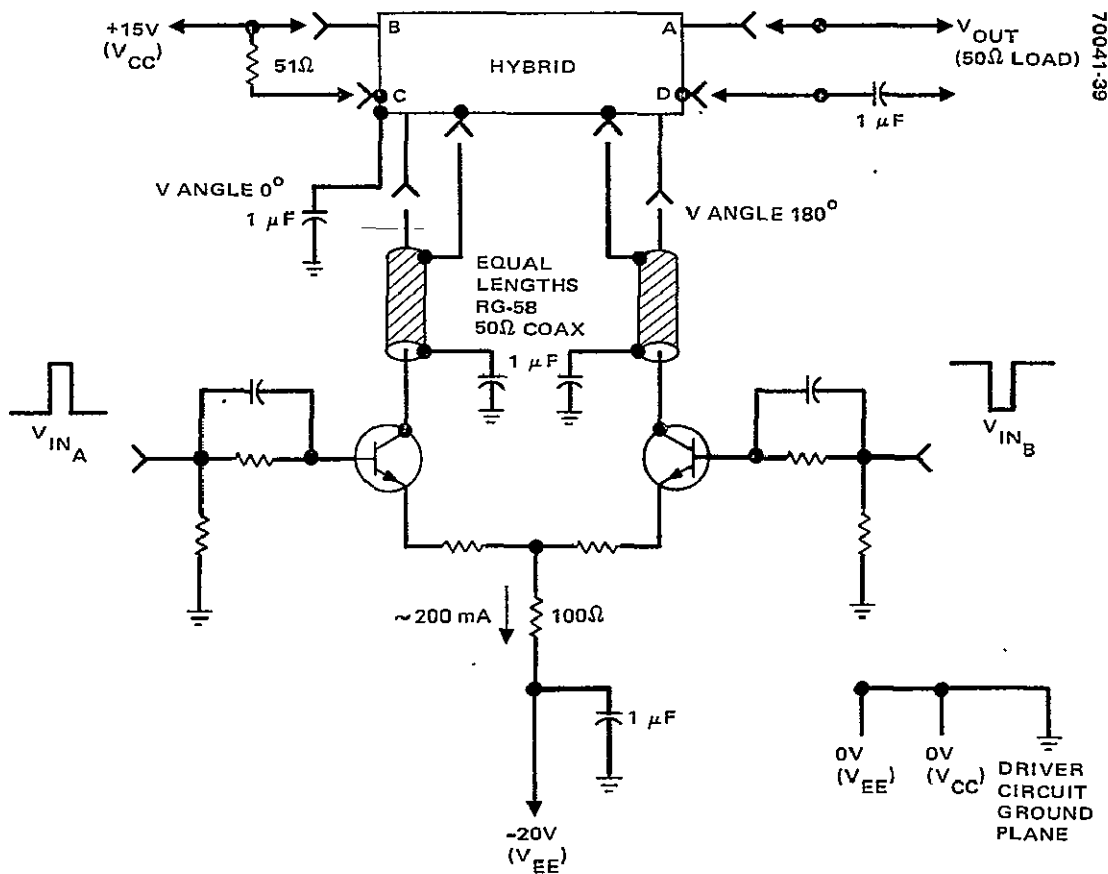 +15V
(VCC)
51Ω
B
A
HYBRID
C
D
VOUT
(50Ω LOAD)
70041-39
1 μF
V ANGLE 0°
1 μF
V ANGLE 180°
EQUAL
LENGTHS
RG-58
50Ω COAX
1 μF
VINA
VINB
~200 mA
100Ω
1 μF
-20V
(VEE)
0V
(VEE)
0V
(VCC)
DRIVER
CIRCUIT
GROUND
PLANE